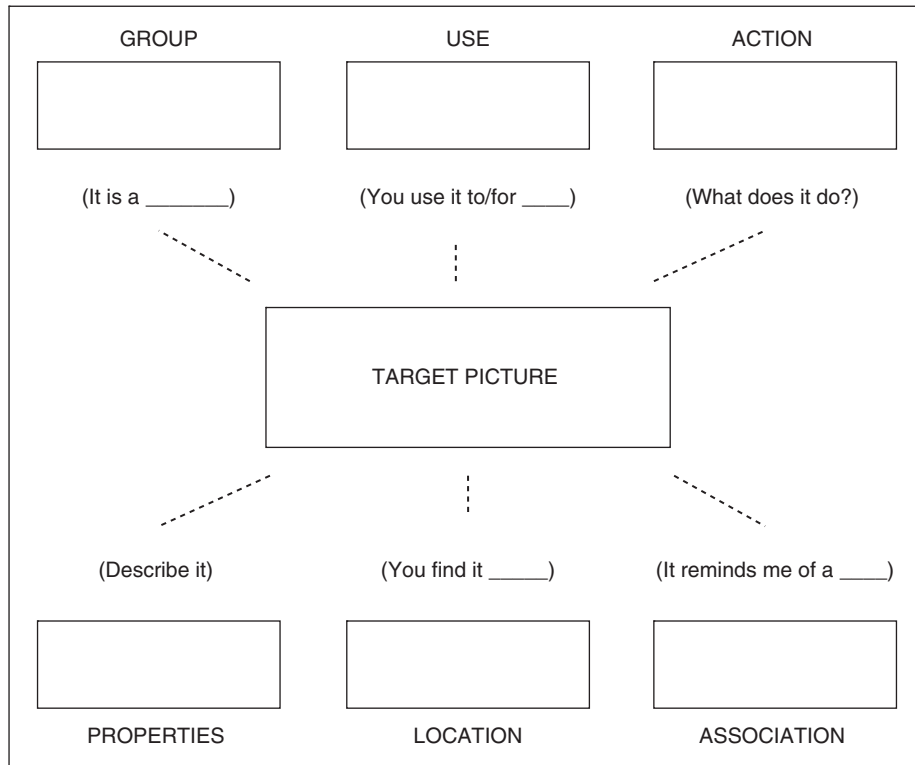 GROUP
USE
ACTION
(It is a _______)
(You use it to/for ____)
(What does it do?)
TARGET PICTURE
(Describe it)
(You find it _____)
(It reminds me of a ____)
PROPERTIES
LOCATION
ASSOCIATION